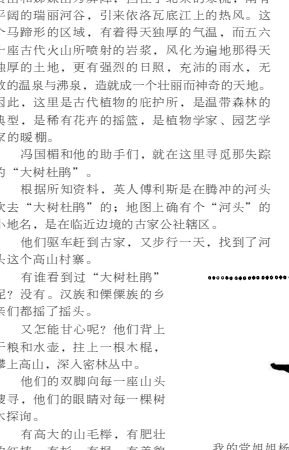 平阔的瑞丽河谷，引来依洛瓦底江上的热风。这
个马蹄形的区域，有着得天独厚的气温，而五六
十座古代火山所喷射的岩浆，风化为遍地那得天
独厚的土地，更有强烈的日照，充沛的雨水，无
数的温泉与沸泉，造就成一个壮丽而神奇的天地。
因此，这里是古代植物的庇护所，是温带森林的
典型，是稀有花卉的摇篮，是植物学家、园艺学
家的暖棚。
冯国楣和他的助手们，就在这里寻觅那失踪
的“大树杜鹃”。
根据所知资料，英人傅利斯是在腾冲的河头
坎去“大树杜鹃”的；地图上确有个“河头”的
小地名，是在临近边境的古家公社辖区。
他们驱车赶到古家，又步行一天，找到了河
头这个高山村寨。
有谁看到过“大树杜鹃”
呢？没有。汉族和傈僳族的乡
亲们都摇了摇头。
又怎能甘心呢？他们背上
干粮和水壶，拄上一根木棍，
攀上高山，深入密林丛中。
他们的双脚向每一座山头
搜寻，他们的眼睛对每一棵树
木探询。
有高大的山毛榉，有肥壮
我的堂姐姐杨